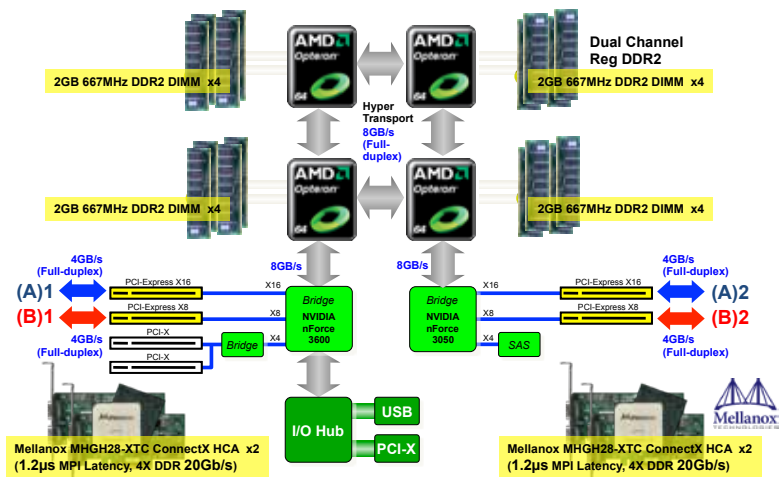 AMD
Opteron
64
AMD
Opteron
64
Dual Channel
Reg DDR2
2GB 667MHz DDR2 DIMM x4
2GB 667MHz DDR2 DIMM x4
Hyper
Transport
8GB/s
(Full-
duplex)
AMD
Opteron
64
AMD
Opteron
64
2GB 667MHz DDR2 DIMM x4
2GB 667MHz DDR2 DIMM x4
8GB/s
8GB/s
4GB/s
(Full-duplex)
4GB/s
(Full-duplex)
(A)1
PCI-Express X16
X16
(B)1
PCI-Express X8
X8
4GB/s
(Full-duplex)
PCI-X
PCI-X
Bridge
X4
Bridge
NVIDIA
nForce
3600
Bridge
NVIDIA
nForce
3050
X16
PCI-Express X16
(A)2
X8
PCI-Express X8
(B)2
X4
SAS
4GB/s
(Full-duplex)
I/O Hub
USB
PCI-X
Mellanox
TECHNOLOGIES
Mellanox MHGH28-XTC ConnectX HCA x2
(1.2µs MPI Latency, 4X DDR 20Gb/s)
Mellanox MHGH28-XTC ConnectX HCA x2
(1.2µs MPI Latency, 4X DDR 20Gb/s)